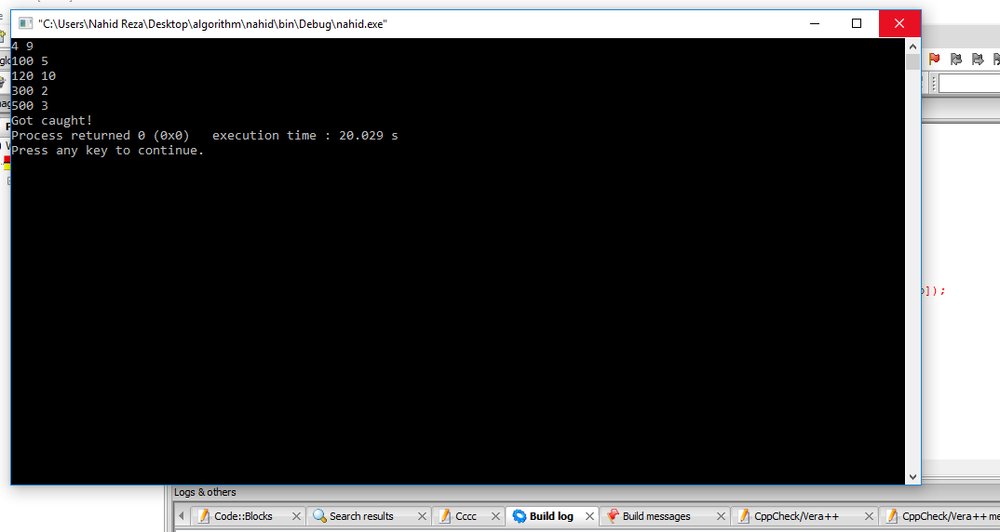 "C:\Users\Nahid Reza\Desktop\algorithm\nahid\bin\Debug\nahid.exe"
4 9
100 5
120 10
300 2
500 3
Got caught!
Process returned 0 (0x0)   execution time : 20.029 s
Press any key to continue.
]);
Logs & others
Code::Blocks
Search results
Cccc
Build log
Build messages
CppCheck/Vera++
CppCheck/Vera++ me